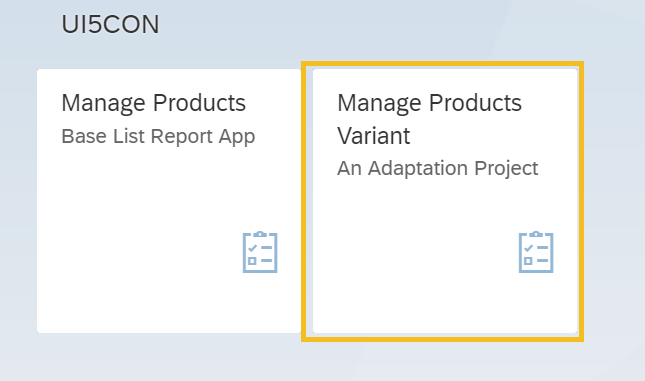 UI5CON
Manage Products
Base List Report App
Manage Products
Variant
An Adaptation Project